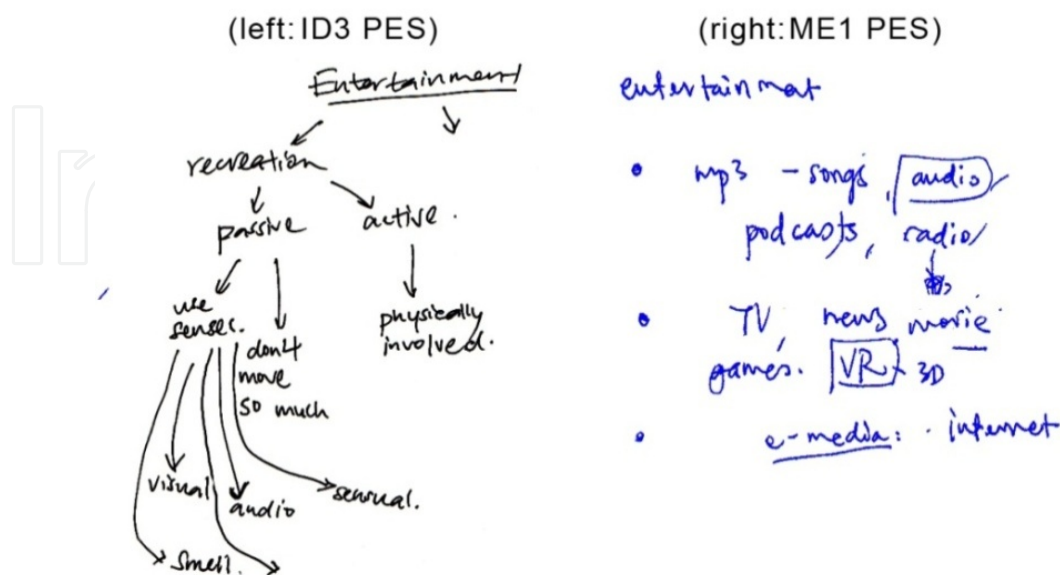 (left: ID3 PES)
Entertainment
recreation
passive
active.
use
senses.
don't
move
so much
physically
involved.
visual
audio
sensual.
smell.
(right: ME1 PES)
entertainmet
• mp3 - songs, audio,
podcasts, radio
• TV, news movie
games. VR 3D
• e-media: . internet